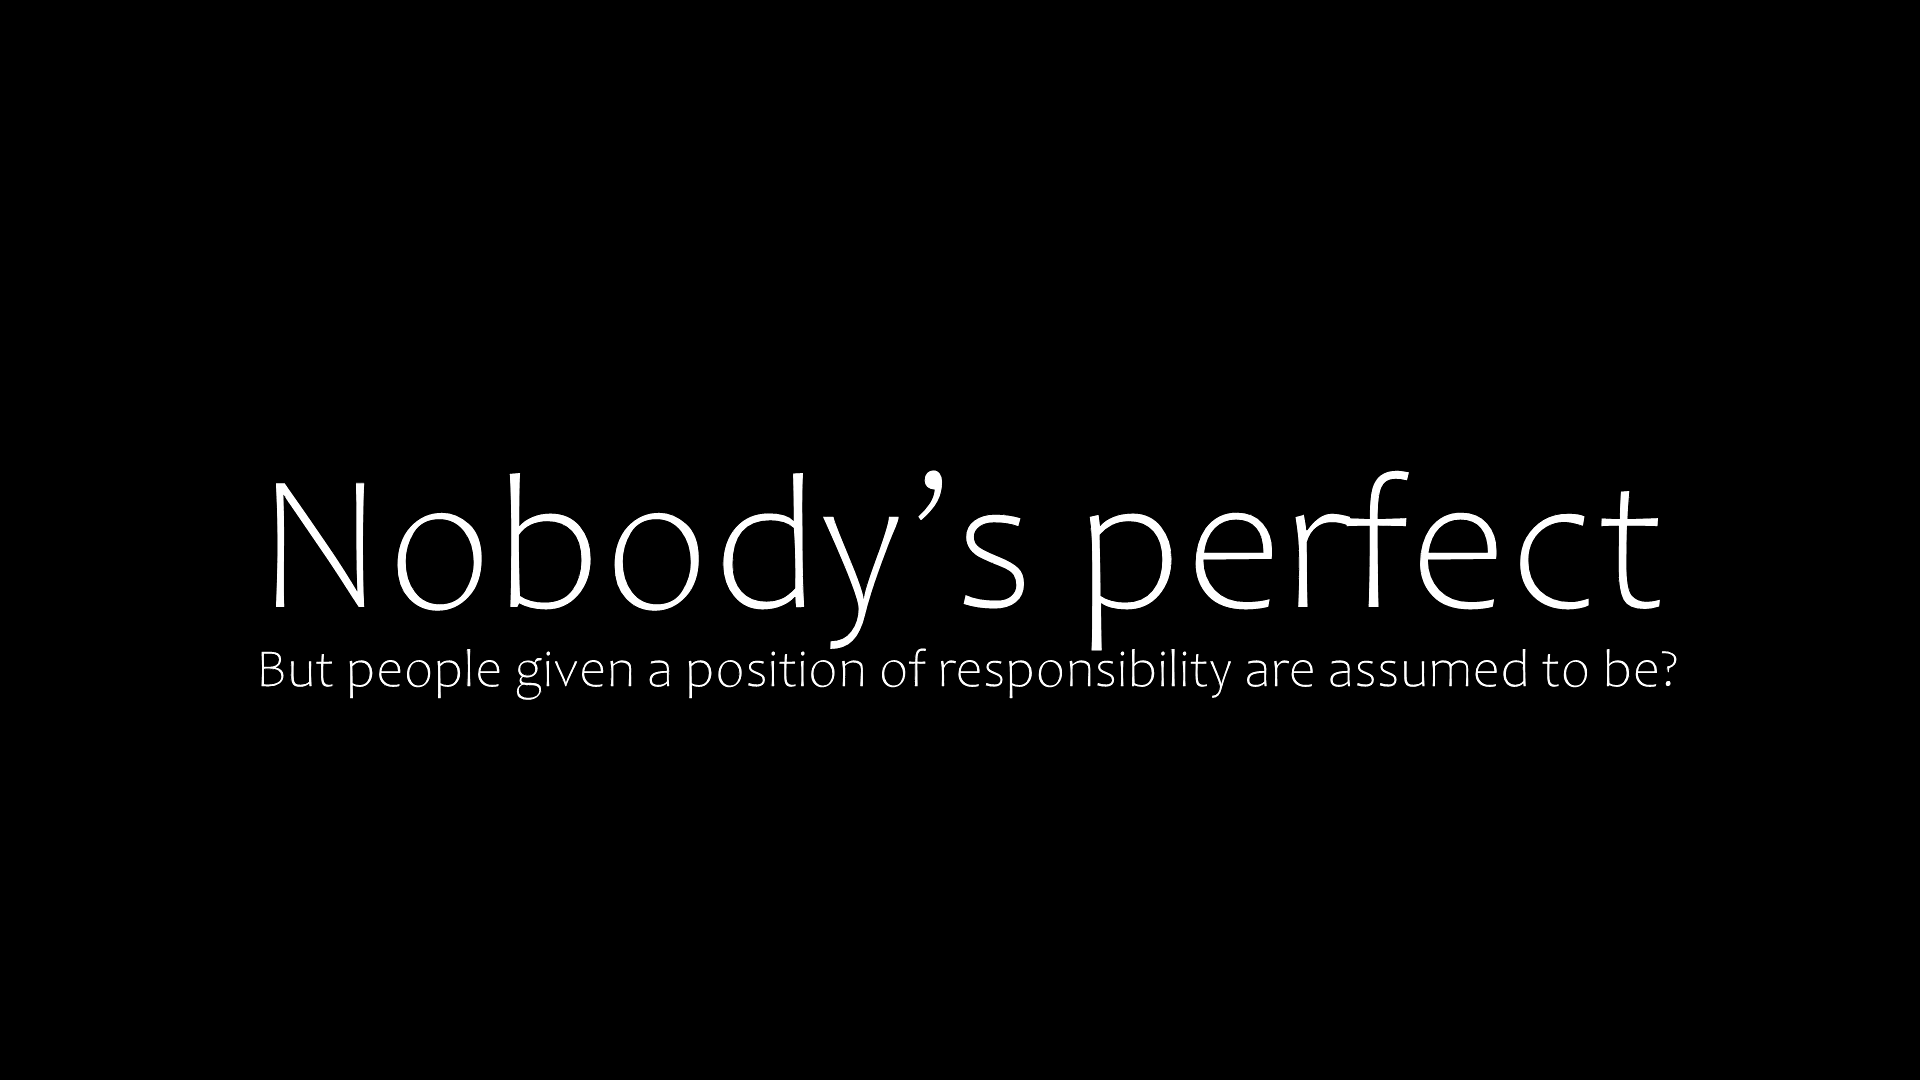 Nobody’s perfect
But people given a position of responsibility are assumed to be?